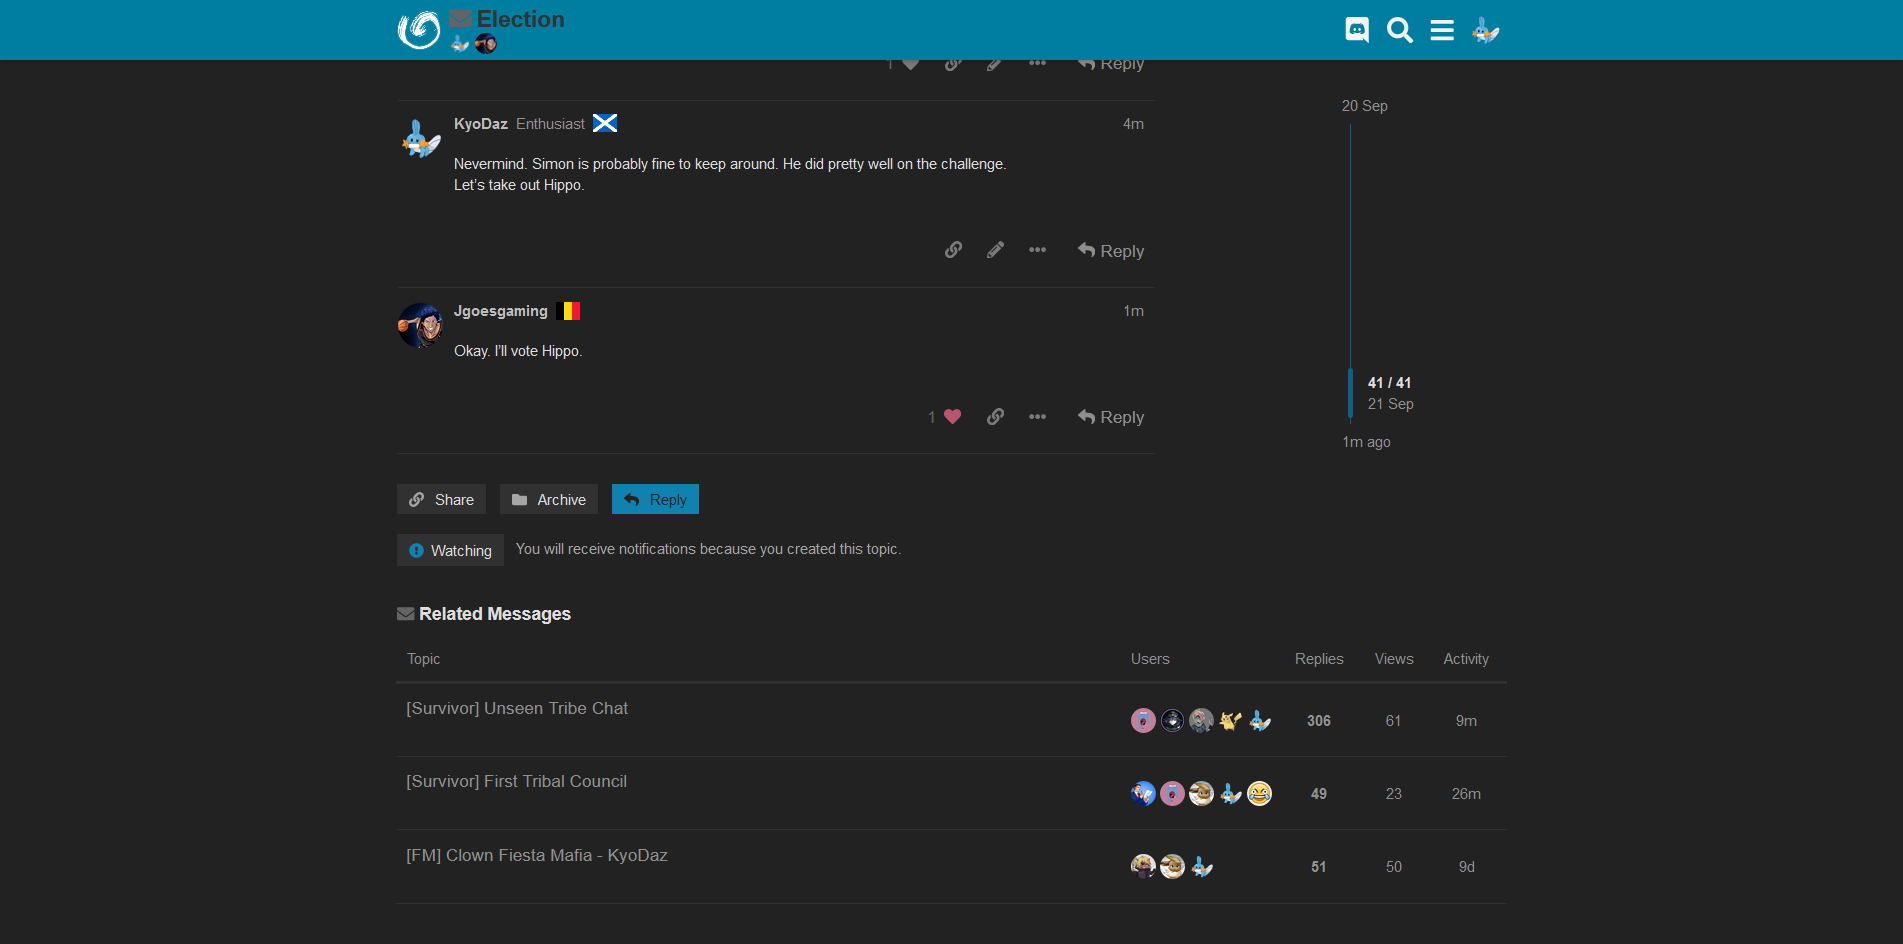 Election
1
Reply
20 Sep
KyoDaz Enthusiast
4m
Nevermind. Simon is probably fine to keep around. He did pretty well on the challenge.
Let’s take out Hippo.
Reply
Jgoesgaming
1m
Okay. I’ll vote Hippo.
41 / 41
21 Sep
1 Reply
1m ago
Share Archive Reply
Watching You will receive notifications because you created this topic.
Related Messages
Topic Users Replies Views Activity
[Survivor] Unseen Tribe Chat 306 61 9m
[Survivor] First Tribal Council 49 23 26m
[FM] Clown Fiesta Mafia - KyoDaz 51 50 9d